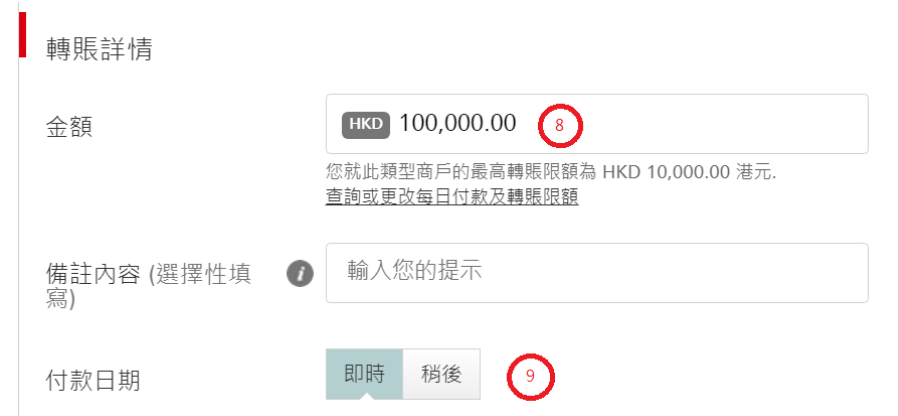 轉賬詳情
金額
HKD 100,000.00 8
您就此類型商戶的最高轉賬限額為 HKD 10,000.00 港元.
查詢或更改每日付款及轉賬限額
備註內容 (選擇性填
寫)
i
輸入您的提示
付款日期
即時 稍後 9